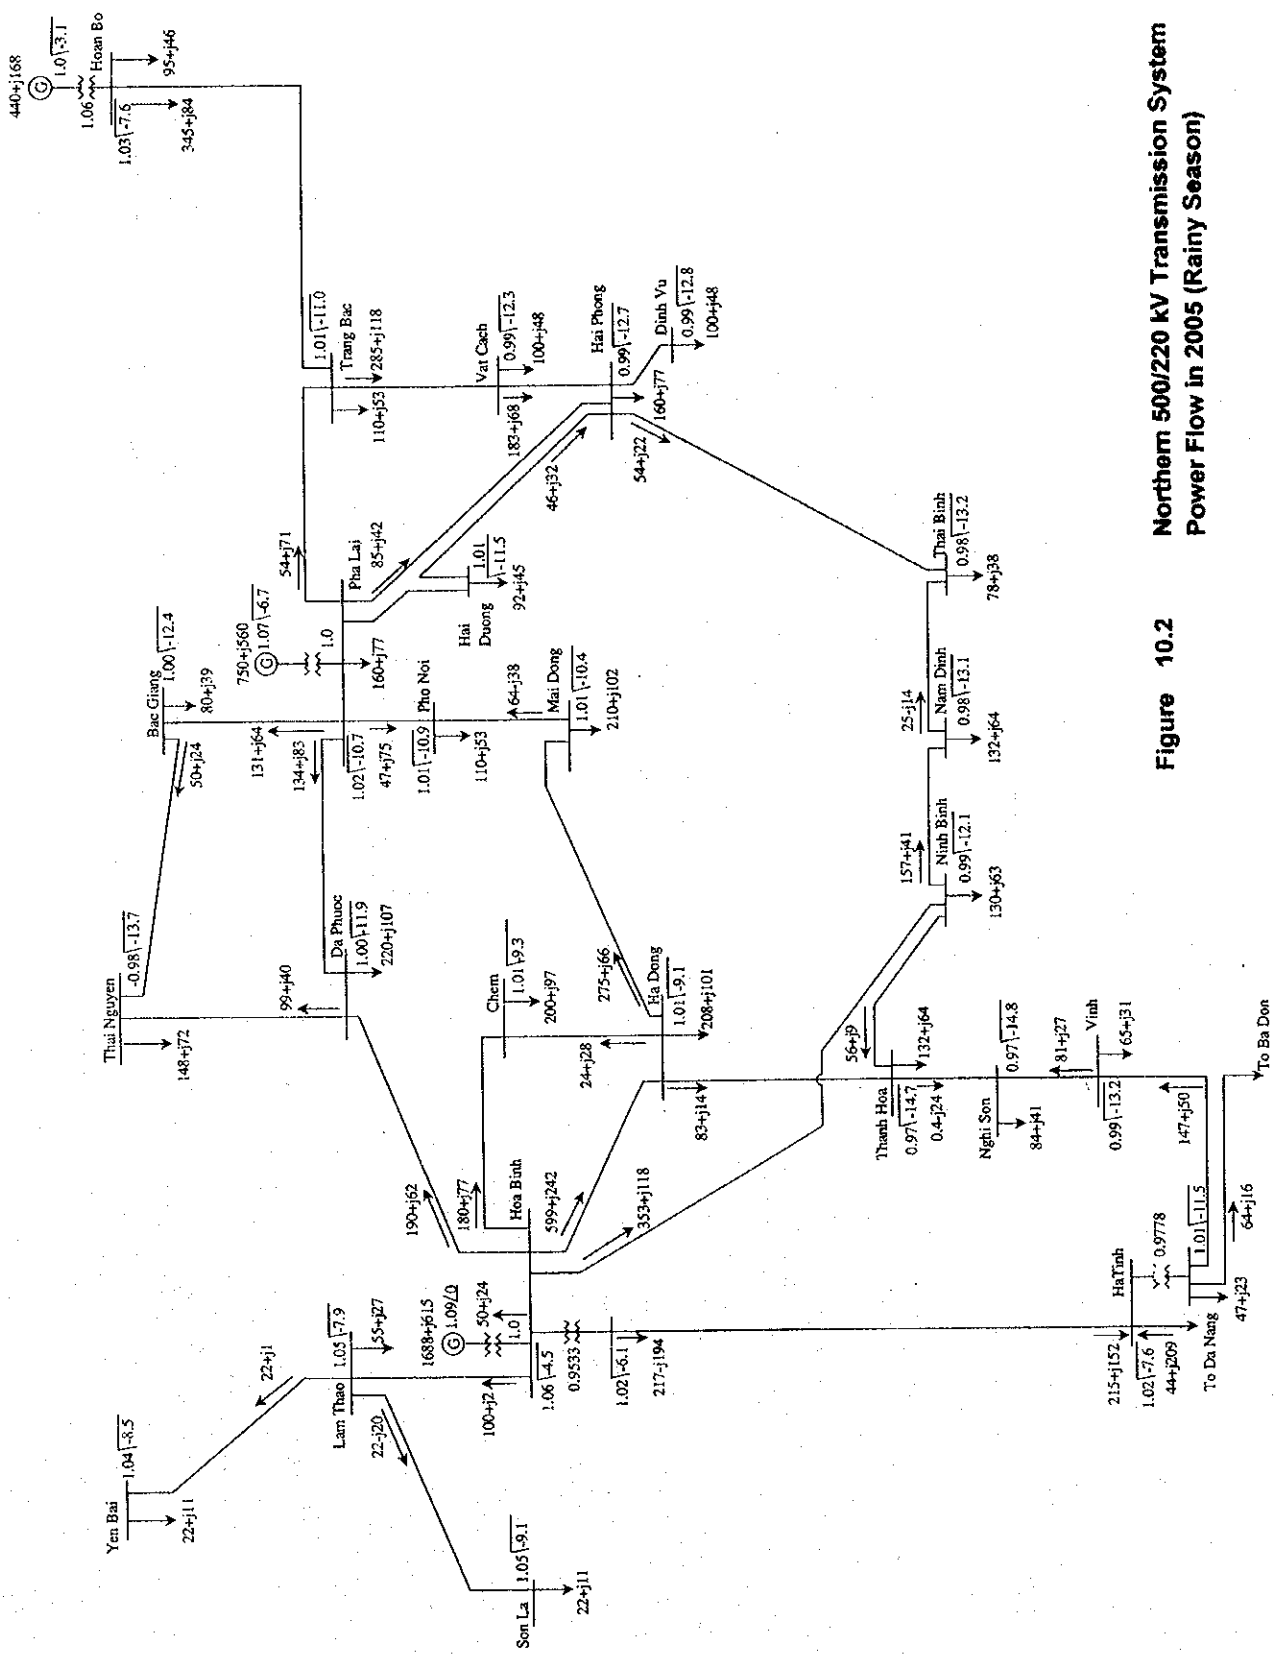 440+j168
G
1.0\-3.1
1.06
Hoan Bo
1.03\-7.6
95+j46
345+j84
1.01\-11.0
Trang Bac
285+j118
110+j53
Vat Cach
0.99\-12.3
100+j48
183+j68
Hai Phong
0.99\-12.7
160+j77
Dinh Vu
0.99\-12.8
100+j48
46+j32
54+j22
54+j71
Pha Lai
85+j42
1.01
\-11.5
92+j45
Hai
Duong
750+j560
G
1.07\-6.7
1.0
160+j77
Bac Giang
1.00\-12.4
80+j39
50+j24
131+j64
134+j83
1.02\-10.7
47+j75
Pho Noi
1.01\-10.9
110+j53
64+j38
Mai Dong
1.01\-10.4
210+j102
Thai Binh
0.98\-13.2
78+j38
25-j14
Nam Dinh
0.98\-13.1
132+j64
157+j41
Ninh Binh
0.99\-12.1
130+j63
Thai Nguyen
-0.98\-13.7
148+j72
99+j40
Da Phuoc
1.00\-11.9
220+j107
Chem
1.01\-9.3
200+j97
275+j66
Ha Dong
1.01\-9.1
208+j101
24+j28
83+j14
56+j9
Thanh Hoa
132+j64
0.97\-14.7
0.4-j24
Nghi Son
0.97\-14.8
84+j41
81+j27
Vinh
65+j31
0.99\-13.2
147+j50
To Ba Don
190+j62
180+j77
Hoa Binh
599+j242
353+j118
1688+j615
G
1.09/0
50+j24
1.0
100+j2
1.06\-4.5
0.9533
1.02\-6.1
217-j194
HaTinh
0.9778
1.01\-11.5
64+j16
47+j23
215+j152
1.02\-7.6
44+j209
To Da Nang
Lam Thao
1.05\-7.9
55+j27
22+j1
22-j20
Yen Bai
1.04\-8.5
22+j11
Son La
1.05\-9.1
22+j11
Figure 10.2 Northern 500/220 kV Transmission System
Power Flow in 2005 (Rainy Season)